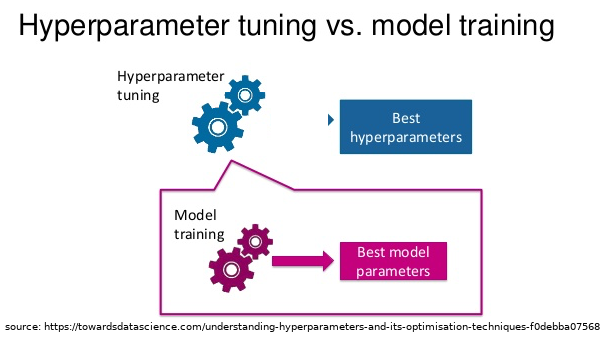 Hyperparameter tuning vs. model training
Hyperparameter
tuning
Best
hyperparameters
Model
training
Best model
parameters
source: https://towardsdatascience.com/understanding-hyperparameters-and-its-optimisation-techniques-f0debba07568